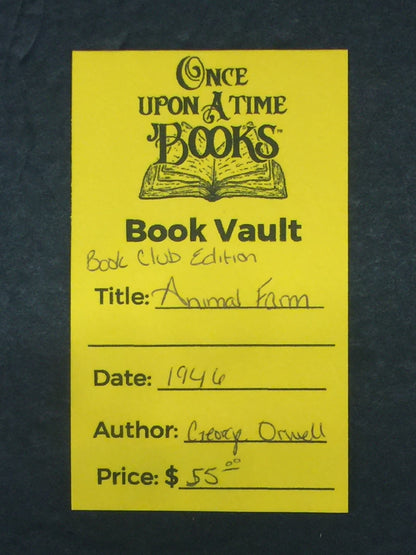 ONCE
UPON A TIME
BOOKS™
Book Vault
Book Club Edition
Title: Animal Farm
Date: 1946
Author: George Orwell
Price: $ 55.00